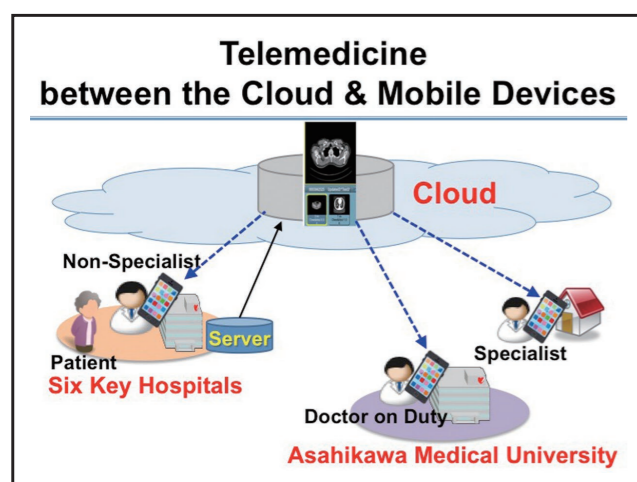 Telemedicine
between the Cloud & Mobile Devices
Cloud
Non-Specialist
Server
Patient
Six Key Hospitals
Specialist
Doctor on Duty
Asahikawa Medical University